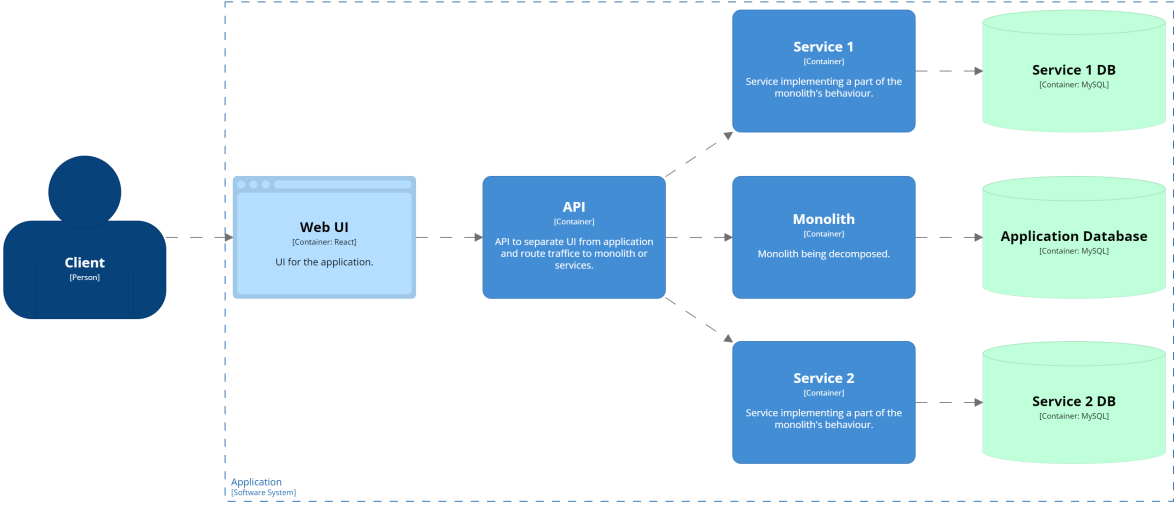 Client
[Person]
Web UI
[Container: React]
UI for the application.
API
[Container]
API to separate UI from application
and route traffice to monolith or
services.
Service 1
[Container]
Service implementing a part of the
monolith's behaviour.
Service 1 DB
[Container: MySQL]
Monolith
[Container]
Monolith being decomposed.
Application Database
[Container: MySQL]
Service 2
[Container]
Service implementing a part of the
monolith's behaviour.
Service 2 DB
[Container: MySQL]
Application
[Software System]